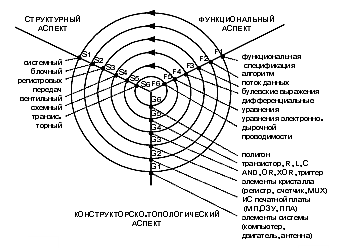 СТРУКТУРНЫЙ
АСПЕКТ
ФУНКЦИОНАЛЬНЫЙ
АСПЕКТ
S1
S2
S3
S4
S5
S6
F6
F5
F4
F3
F2
F1
системный
блочный
регистровых
передач
вентильный
схемный
транзис-
торный
функциональная
спецификация
алгоритм
поток данных
булевские выражения
дифференциальные
уравнения
уравнения электронно-
дырочной
проводимости
G6
G5
G4
G3
G2
G1
полигон
транзистор, R, L, C
AND, OR, XOR, триггер
элементы кристалла
(регистр, счетчик, MUX)
ИС печатной платы
(МП, ОЗУ, ППА)
элементы системы
(компьютер,
двигатель, антенна)
КОНСТРУКТОРСКО-ТОПОЛОГИЧЕСКИЙ
АСПЕКТ